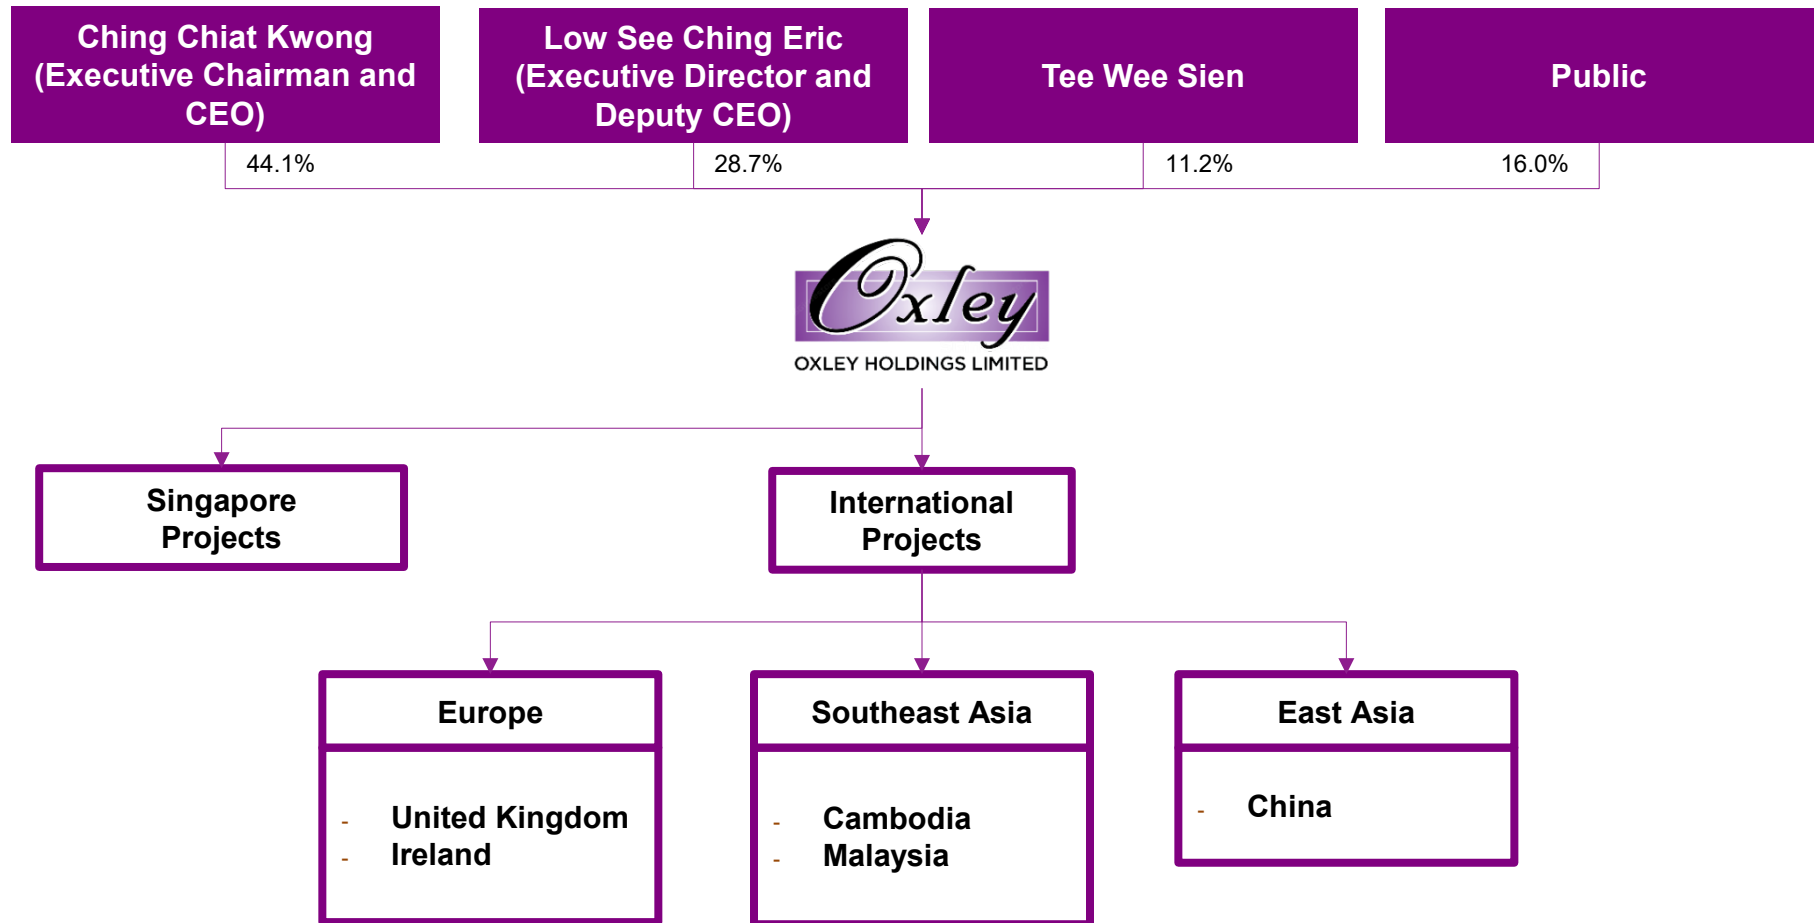 Ching Chiat Kwong
(Executive Chairman and
CEO)
Low See Ching Eric
(Executive Director and
Deputy CEO)
Tee Wee Sien
Public
44.1%
28.7%
11.2%
16.0%
Oxley
OXLEY HOLDINGS LIMITED
Singapore
Projects
International
Projects
Europe
- United Kingdom
- Ireland
Southeast Asia
- Cambodia
- Malaysia
East Asia
- China